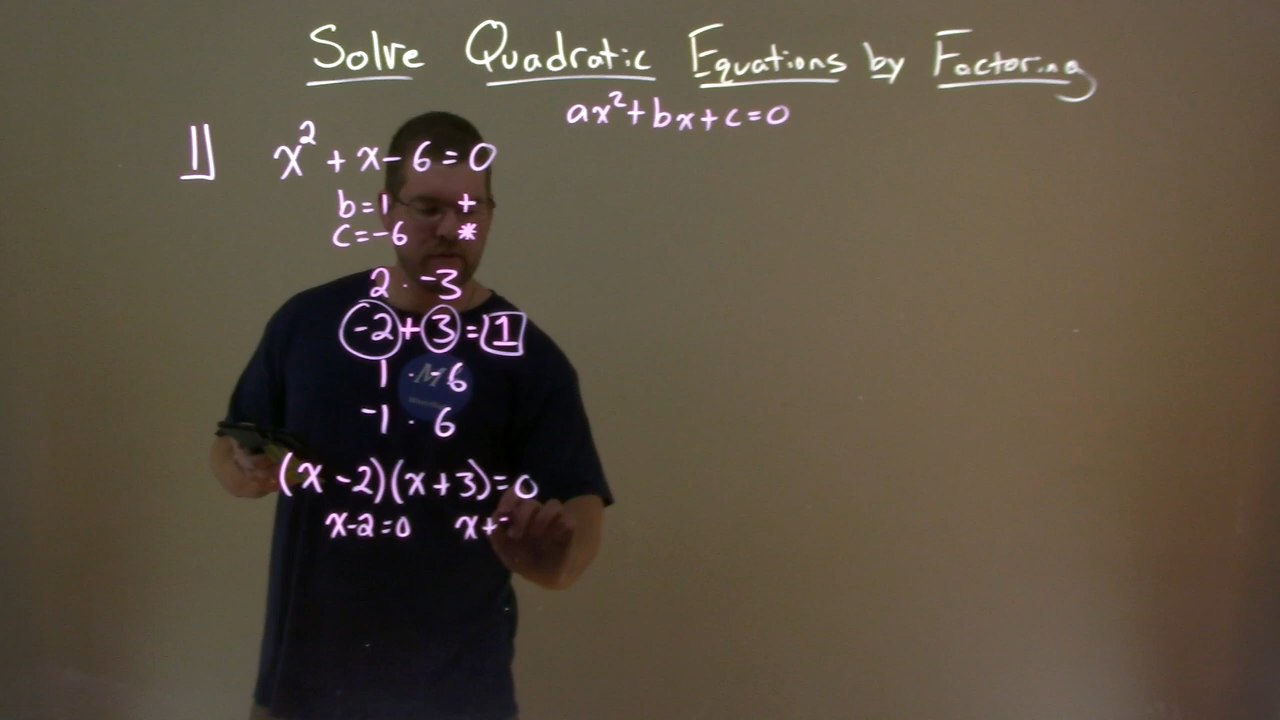 Solve Quadratic Equations by Factoring
ax²+bx+c=0
1] x²+x-6=0
b=1 +
c=-6 *
2 · -3
-2+3=1
1 · -6
-1 · 6
(x-2)(x+3)=0
x-2=0 x+